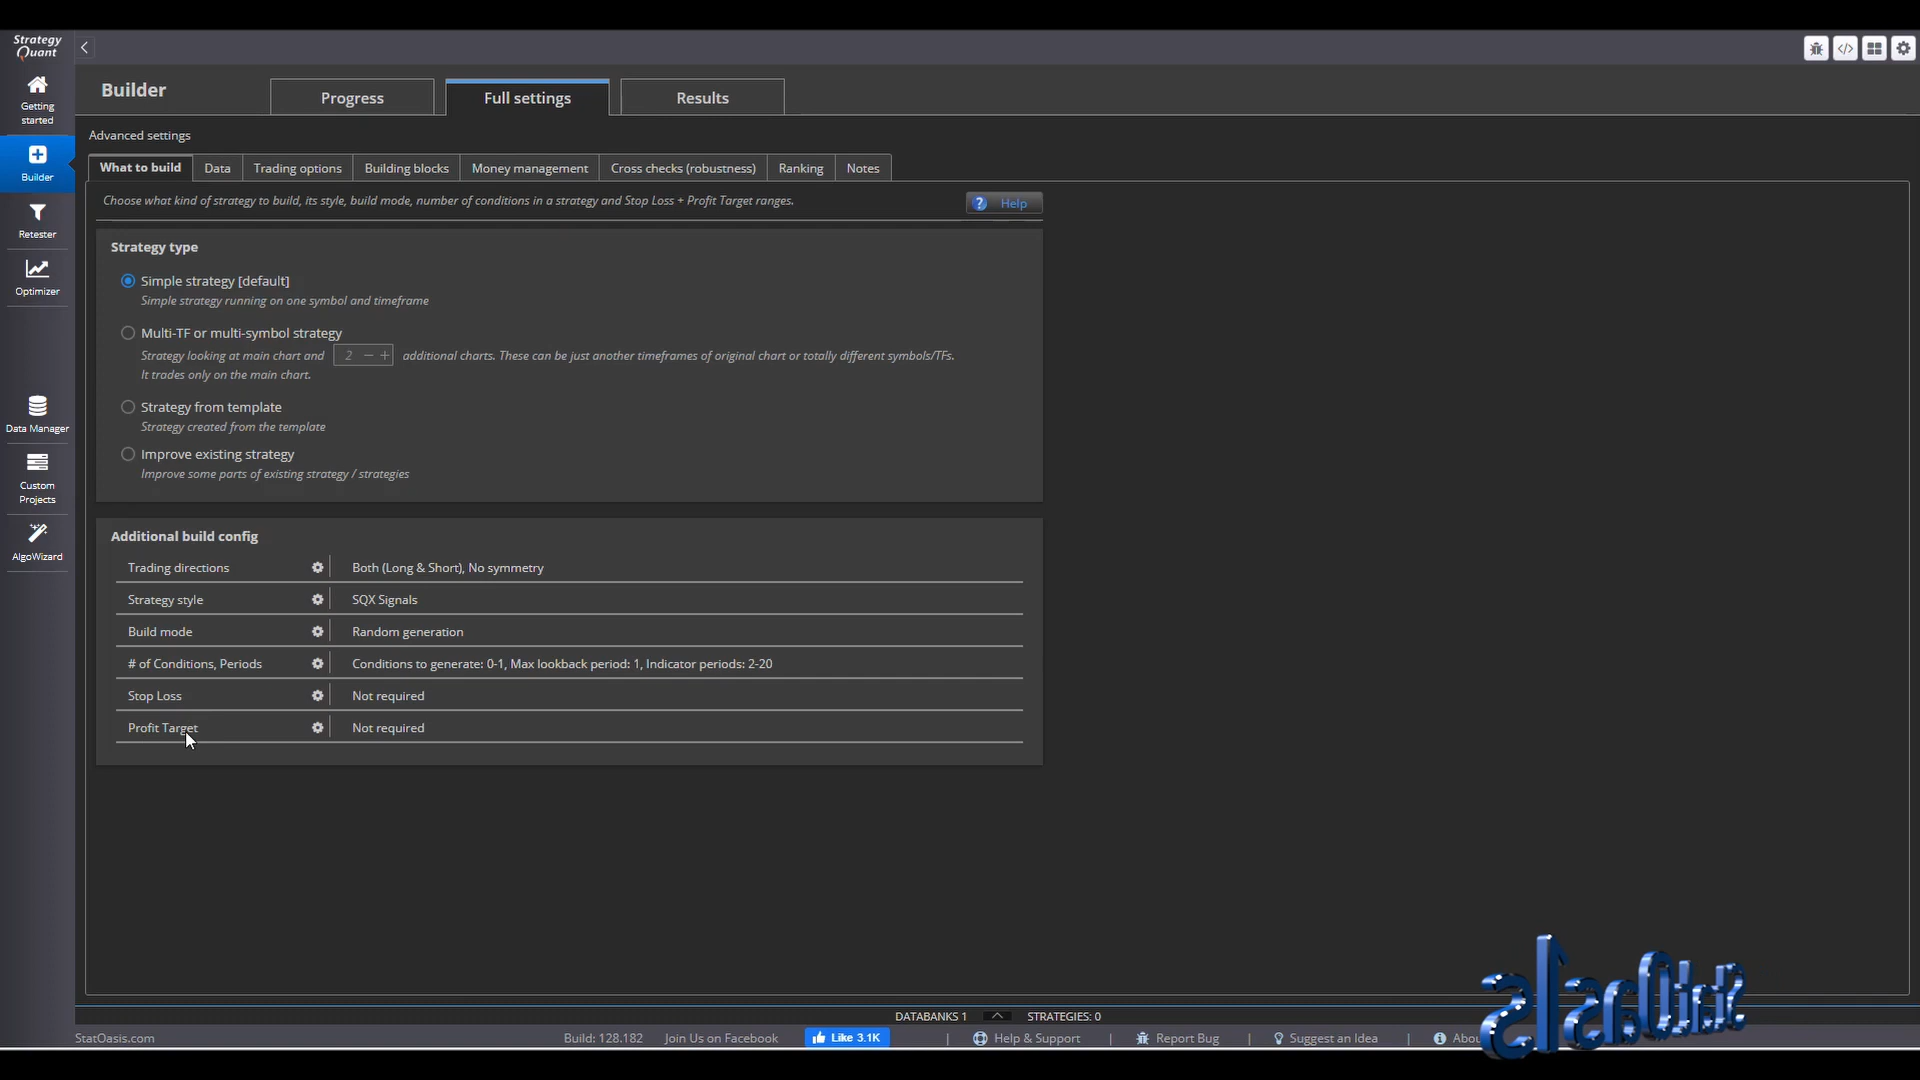 Strategy
Quant
Getting
started
Builder
Retester
Optimizer
Data Manager
Custom
Projects
AlgoWizard
Builder
Progress
Full settings
Results
Advanced settings
What to build
Data
Trading options
Building blocks
Money management
Cross checks (robustness)
Ranking
Notes
Choose what kind of strategy to build, its style, build mode, number of conditions in a strategy and Stop Loss + Profit Target ranges.
? Help
Strategy type
Simple strategy [default]
Simple strategy running on one symbol and timeframe
Multi-TF or multi-symbol strategy
Strategy looking at main chart and 2 − + additional charts. These can be just another timeframes of original chart or totally different symbols/TFs.
It trades only on the main chart.
Strategy from template
Strategy created from the template
Improve existing strategy
Improve some parts of existing strategy / strategies
Additional build config
Trading directions Both (Long & Short), No symmetry
Strategy style SQX Signals
Build mode Random generation
# of Conditions, Periods Conditions to generate: 0-1, Max lookback period: 1, Indicator periods: 2-20
Stop Loss Not required
Profit Target Not required
DATABANKS 1 STRATEGIES: 0
StatOasis.com Build: 128.182 Join Us on Facebook Like 3.1K | Help & Support | Report Bug | Suggest an Idea | Abou